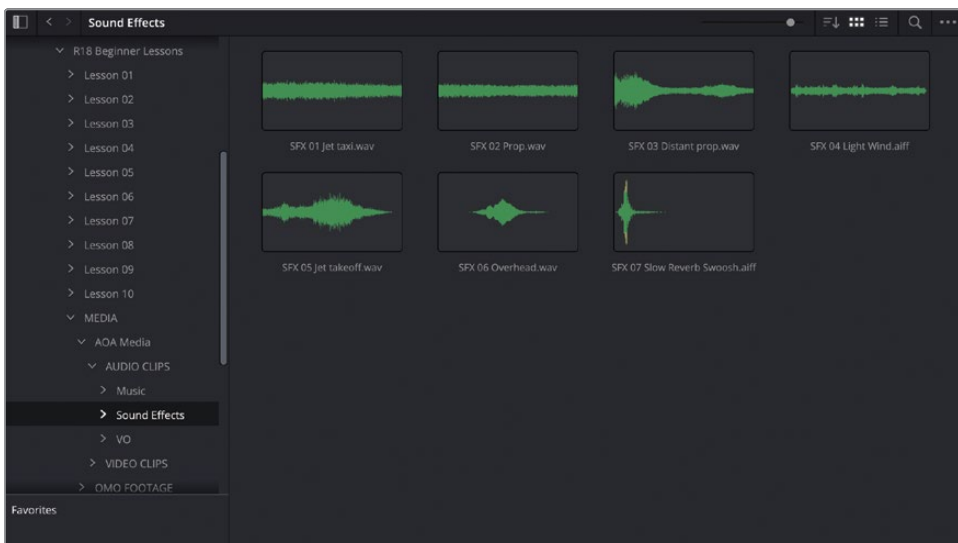 Sound Effects
R18 Beginner Lessons
Lesson 01
Lesson 02
Lesson 03
Lesson 04
Lesson 05
Lesson 06
Lesson 07
Lesson 08
Lesson 09
Lesson 10
MEDIA
AOA Media
AUDIO CLIPS
Music
Sound Effects
VO
VIDEO CLIPS
OMO FOOTAGE
Favorites
SFX 01 Jet taxi.wav
SFX 02 Prop.wav
SFX 03 Distant prop.wav
SFX 04 Light Wind.aiff
SFX 05 Jet takeoff.wav
SFX 06 Overhead.wav
SFX 07 Slow Reverb Swoosh.aiff